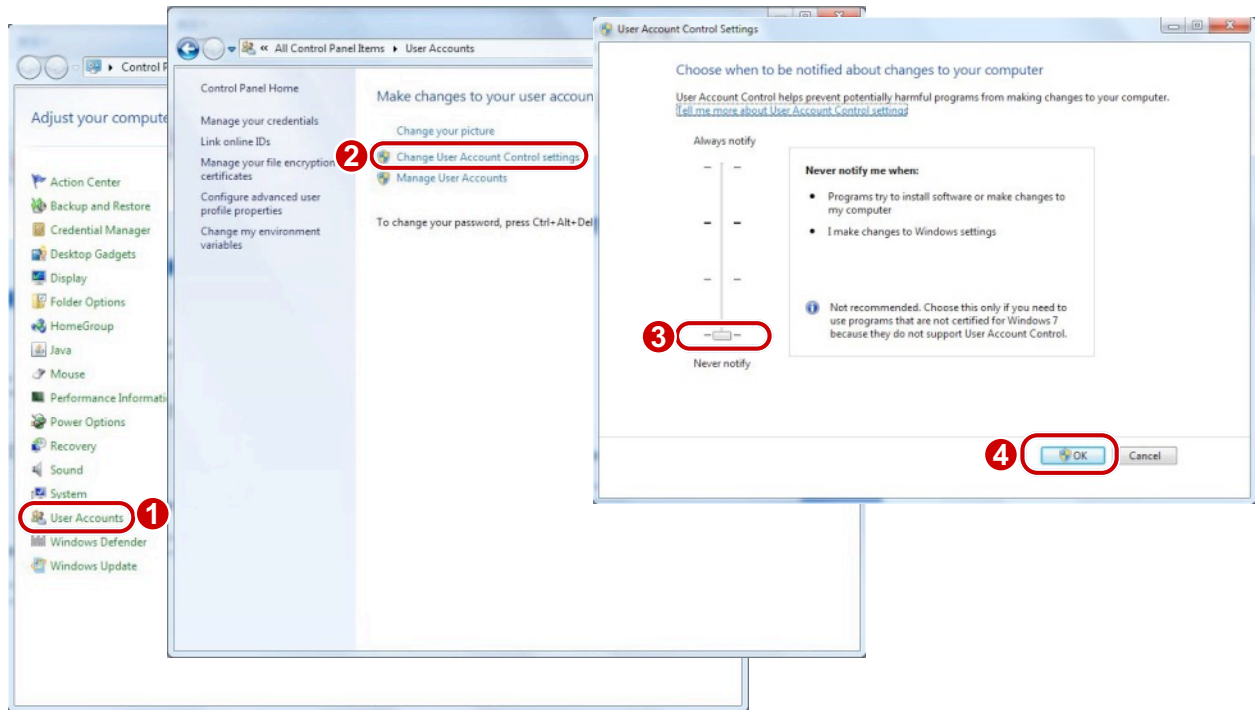 Control P
Adjust your compute
Action Center
Backup and Restore
Credential Manager
Desktop Gadgets
Display
Folder Options
HomeGroup
Java
Mouse
Performance Informati
Power Options
Recovery
Sound
System
User Accounts
1
Windows Defender
Windows Update
« All Control Panel Items ▸ User Accounts
Control Panel Home
Manage your credentials
Link online IDs
Manage your file encryption
certificates
Configure advanced user
profile properties
Change my environment
variables
Make changes to your user accoun
Change your picture
2
Change User Account Control settings
Manage User Accounts
To change your password, press Ctrl+Alt+Del
User Account Control Settings
Choose when to be notified about changes to your computer
User Account Control helps prevent potentially harmful programs from making changes to your computer.
Tell me more about User Account Control settings
Always notify
Never notify me when:
• Programs try to install software or make changes to
my computer
• I make changes to Windows settings
Not recommended. Choose this only if you need to
use programs that are not certified for Windows 7
because they do not support User Account Control.
3
Never notify
4
OK
Cancel